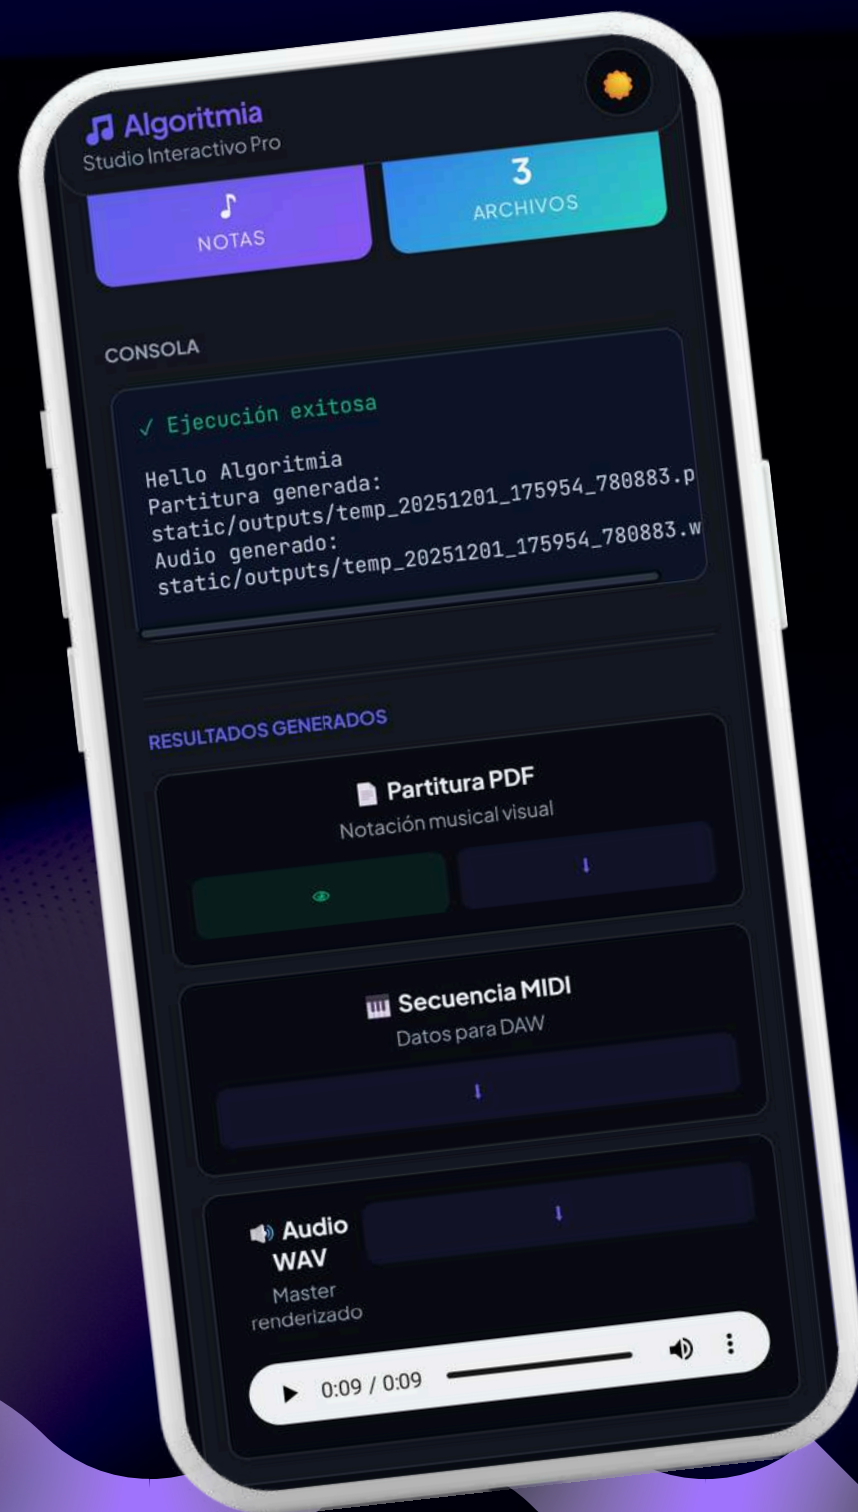 Algoritmia
Studio Interactivo Pro
NOTAS
3
ARCHIVOS
CONSOLA
✓ Ejecución exitosa
Hello Algoritmia
Partitura generada:
static/outputs/temp_20251201_175954_780883.p
Audio generado:
static/outputs/temp_20251201_175954_780883.w
RESULTADOS GENERADOS
Partitura PDF
Notación musical visual
Secuencia MIDI
Datos para DAW
Audio
WAV
Master
renderizado
0:09 / 0:09